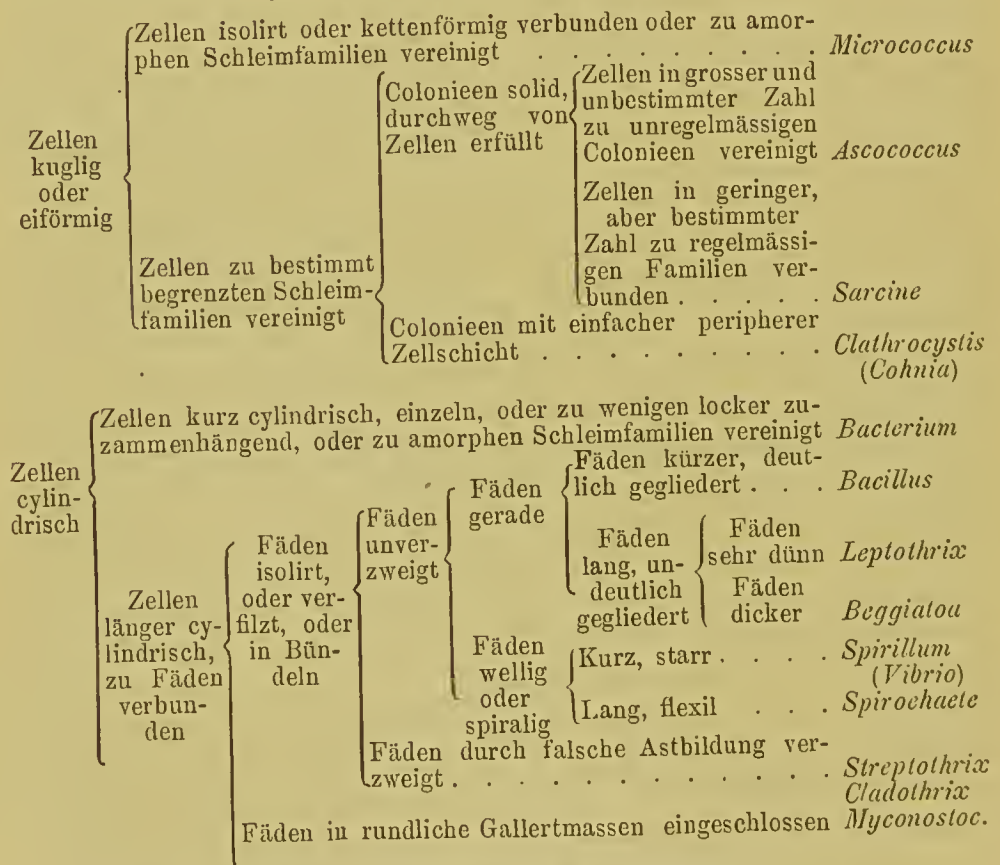 Zellen isolirt oder kettenförmig verbunden oder zu amor-
phen Schleimfamilien vereinigt . . . . . . . . . Micrococcus
Zellen
kuglig
oder
eiförmig
Zellen zu bestimmt
begrenzten Schleim-
familien vereinigt
Colonieen solid,
durchweg von
Zellen erfüllt
Zellen in grosser und
unbestimmter Zahl
zu unregelmässigen
Colonieen vereinigt Ascococcus
Zellen in geringer,
aber bestimmter
Zahl zu regelmässi-
gen Familien ver-
bunden . . . . . Sarcine
Colonieen mit einfacher peripherer
Zellschicht . . . . . . . . . Clathrocystis
(Cohnia)
Zellen
cylin-
drisch
Zellen kurz cylindrisch, einzeln, oder zu wenigen locker zu-
zammenhängend, oder zu amorphen Schleimfamilien vereinigt Bacterium
Zellen
länger cy-
lindrisch,
zu Fäden
verbun-
den
Fäden
isolirt,
oder ver-
filzt, oder
in Bün-
deln
Fäden
unver-
zweigt
Fäden
gerade
Fäden kürzer, deut-
lich gegliedert . . . Bacillus
Fäden
lang, un-
deutlich
gegliedert
Fäden
sehr dünn Leptothrix
Fäden
dicker Beggiatoa
Fäden
wellig
oder
spiralig
Kurz, starr . . . . Spirillum
(Vibrio)
Lang, flexil . . . Spirochaete
Fäden durch falsche Astbildung ver-
zweigt . . . . . . . . . . . . Streptothrix
Cladothrix
Fäden in rundliche Gallertmassen eingeschlossen Myconostoc.